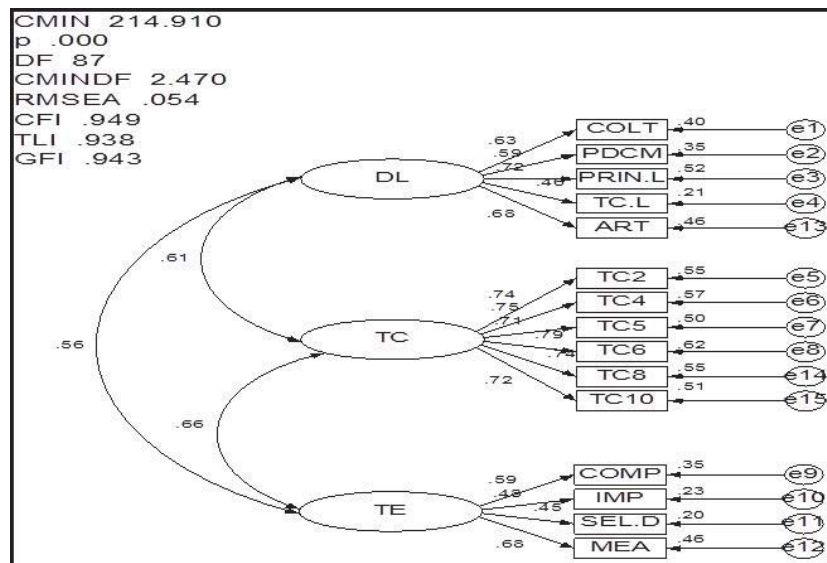 CMIN 214.910
p .000
DF 87
CMINDF 2.470
RMSEA .054
CFI .949
TLI .938
GFI .943
.63
COLT
.40
e1
.59
PDCM
.35
e2
.72
PRIN.L
.52
e3
DL
.46
TC.L
.21
e4
.68
ART
.46
e13
.61
.74
TC2
.55
e5
.75
TC4
.57
e6
.71
TC5
.50
e7
TC
.79
TC6
.62
e8
.74
TC8
.55
e14
.72
TC10
.51
e15
.56
.66
.59
COMP
.35
e9
.48
IMP
.23
e10
TE
.45
SEL.D
.20
e11
.68
MEA
.46
e12